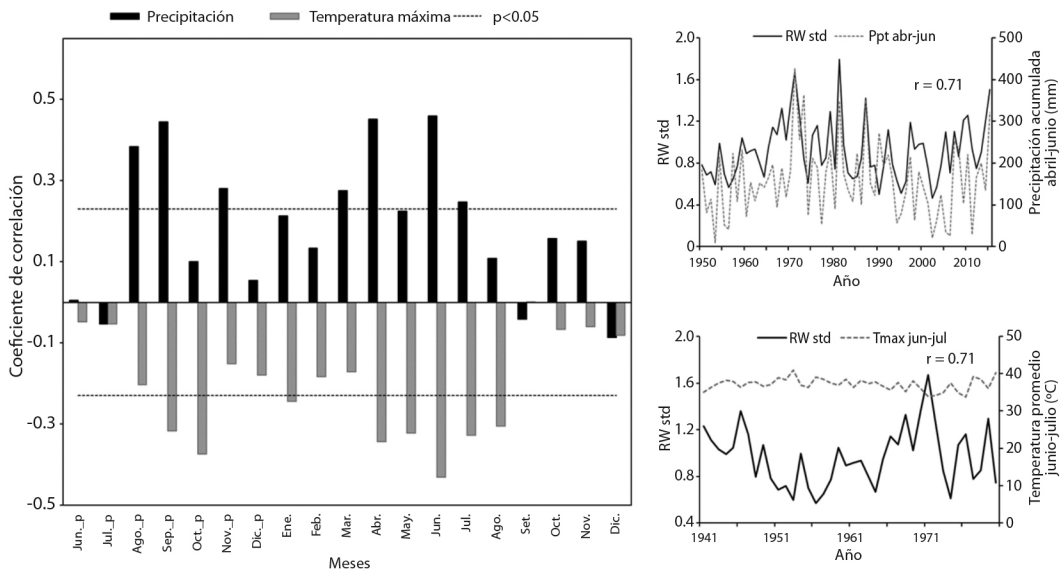 Precipitación
Temperatura máxima
p<0.05
Coeficiente de correlación
0.5
0.3
0.1
-0.1
-0.3
-0.5
Jun._p
Jul._p
Ago._p
Sep._p
Oct._p
Nov._p
Dic._p
Ene.
Feb.
Mar.
Abr.
May.
Jun.
Jul.
Ago.
Set.
Oct.
Nov.
Dic.
Meses
RW std
Ppt abr-jun
r = 0.71
RW std
2.0
1.6
1.2
0.8
0.4
0
500
400
300
200
100
0
Precipitación acumulada
abril-junio (mm)
1950
1960
1970
1980
1990
2000
2010
Año
RW std
Tmax jun-jul
r = 0.71
RW std
2.0
1.6
1.2
0.8
0.4
50
40
30
20
10
0
Temperatura promedio
junio-julio (ºC)
1941
1951
1961
1971
Año